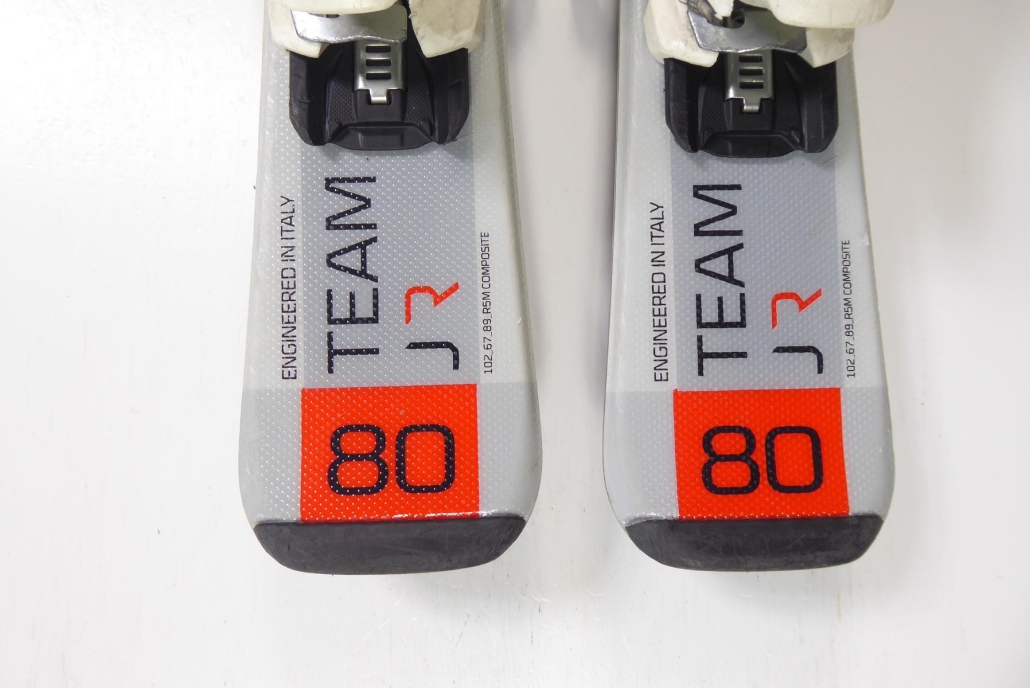 ENGINEERED IN ITALY
TEAM
JR
102_67_89_R5M COMPOSITE
80
ENGINEERED IN ITALY
TEAM
JR
102_67_89_R5M COMPOSITE
80